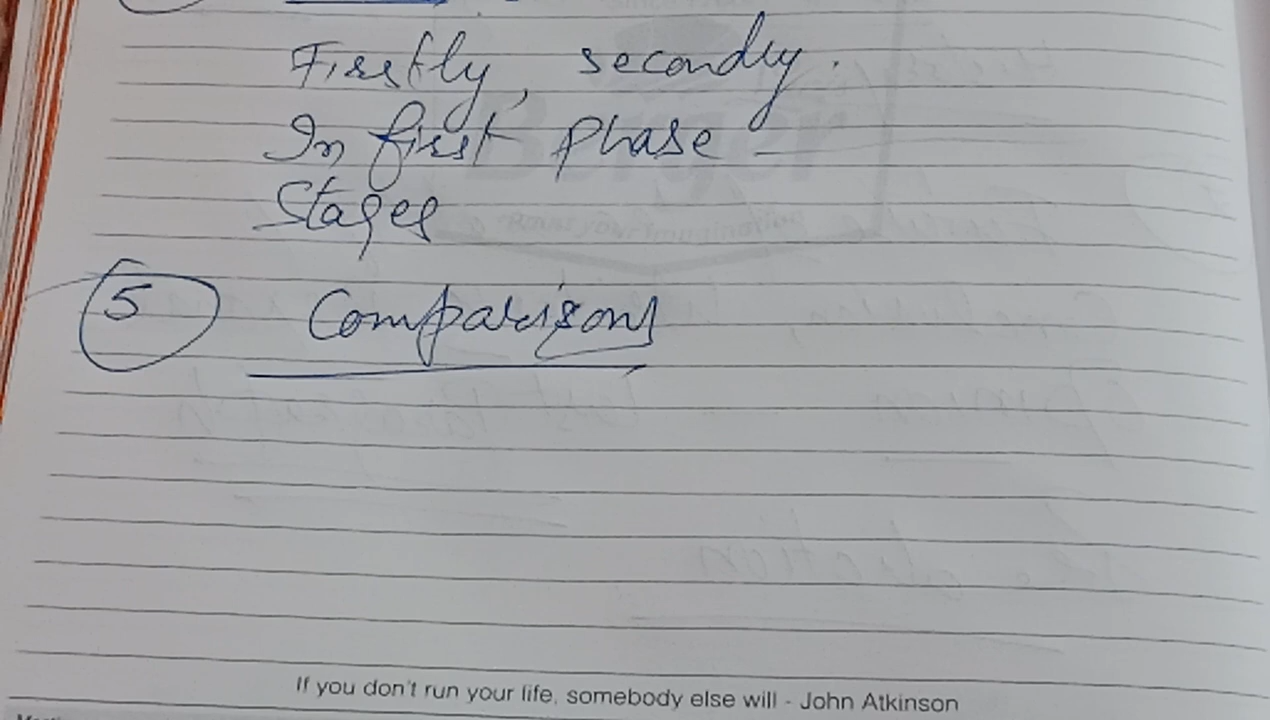 Firstly, secondly.
In first Phase -
Stages
5 Comparisons
If you don't run your life, somebody else will - John Atkinson